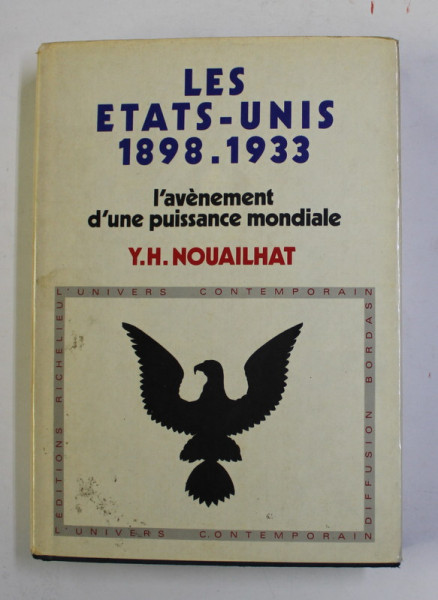 LES
ETATS-UNIS
1898.1933
l'avènement
d'une puissance mondiale
Y.H. NOUAILHAT
L'UNIVERS CONTEMPORAIN
EDITIONS RICHELIEU
DIFFUSION BORDAS
L'UNIVERS CONTEMPORAIN